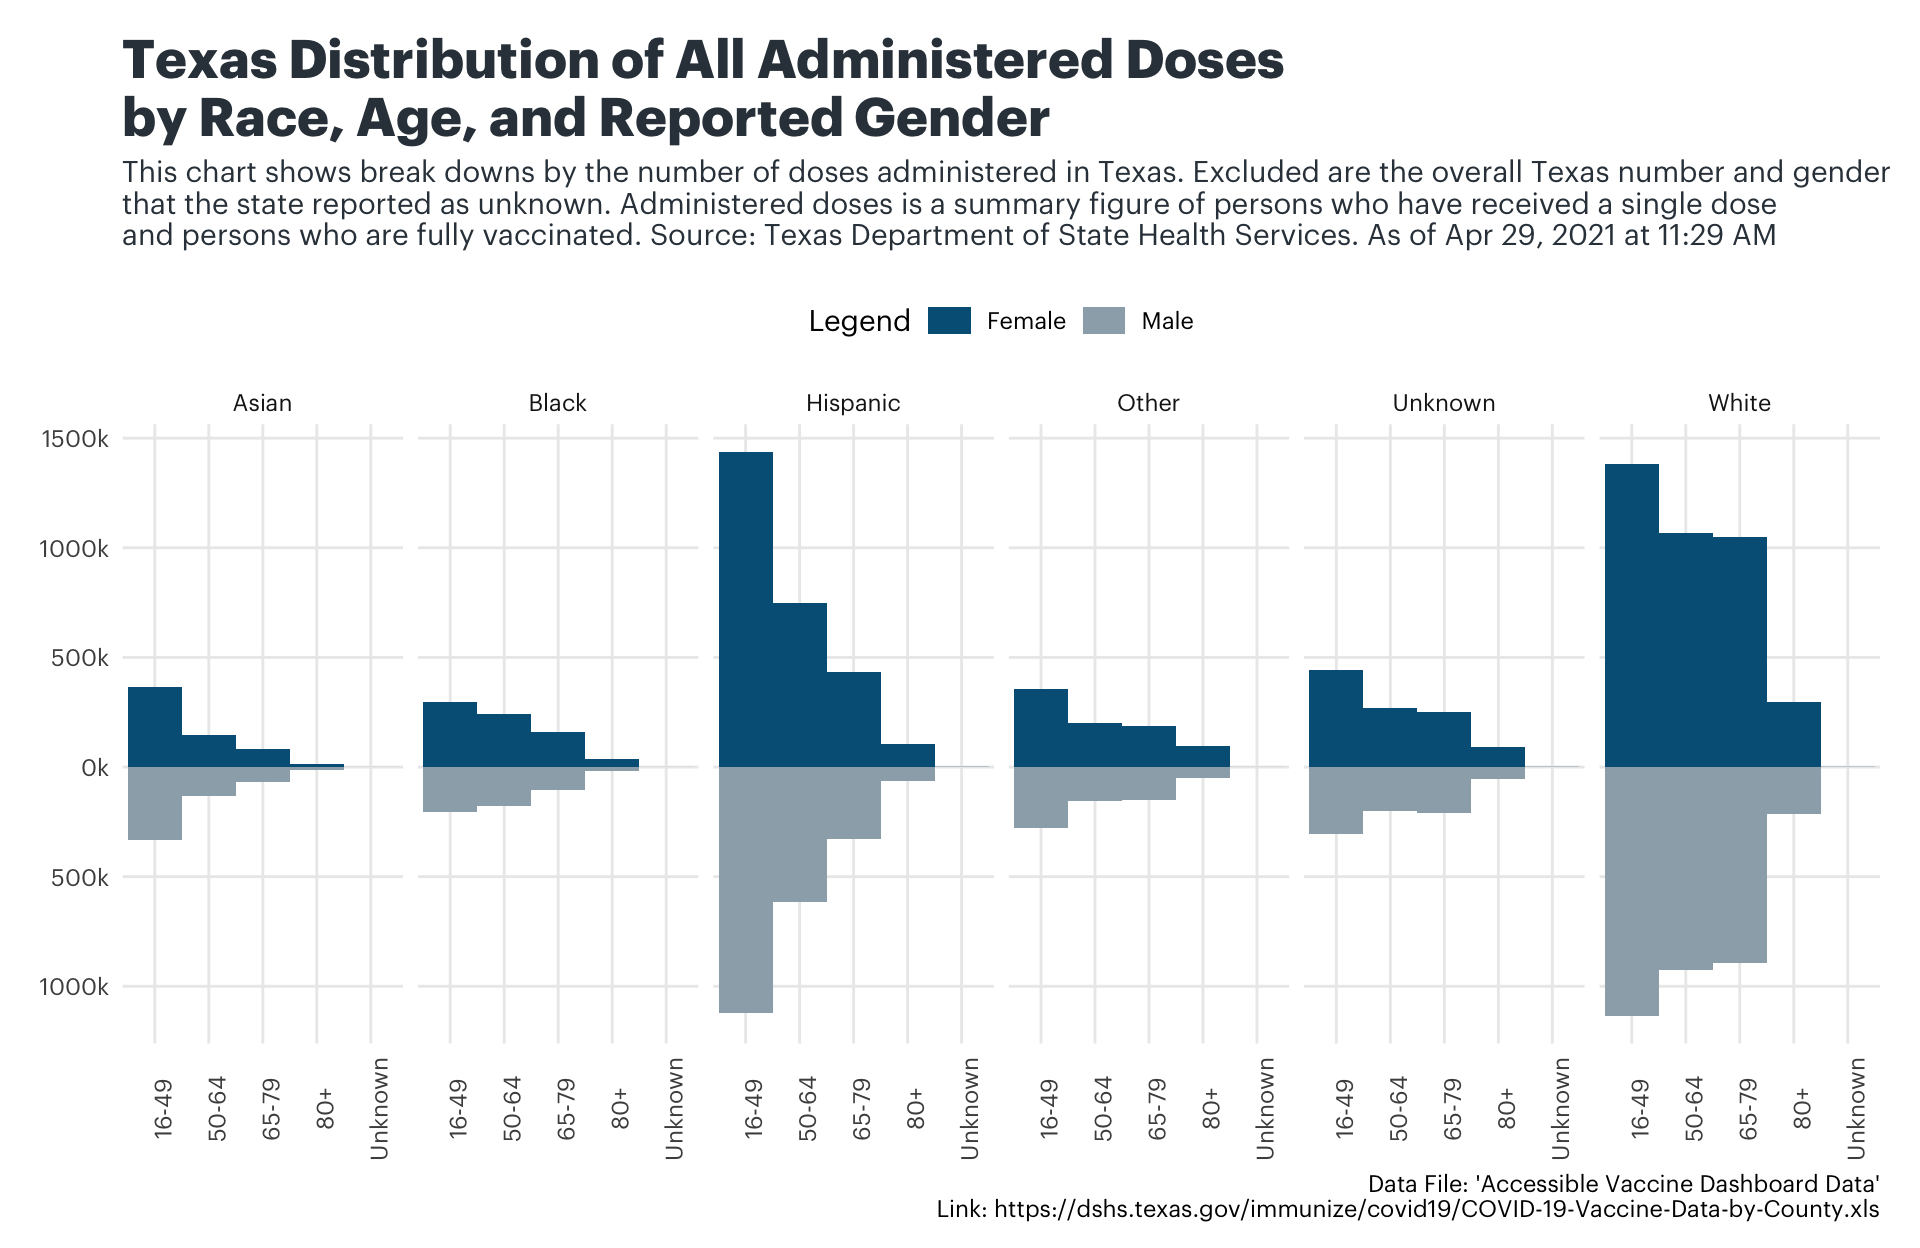 Texas Distribution of All Administered Doses
by Race, Age, and Reported Gender
This chart shows break downs by the number of doses administered in Texas. Excluded are the overall Texas number and gender
that the state reported as unknown. Administered doses is a summary figure of persons who have received a single dose
and persons who are fully vaccinated. Source: Texas Department of State Health Services. As of Apr 29, 2021 at 11:29 AM
Legend Female Male
Asian Black Hispanic Other Unknown White
1500k
1000k
500k
0k
500k
1000k
16-49 50-64 65-79 80+ Unknown 16-49 50-64 65-79 80+ Unknown 16-49 50-64 65-79 80+ Unknown 16-49 50-64 65-79 80+ Unknown 16-49 50-64 65-79 80+ Unknown 16-49 50-64 65-79 80+ Unknown
Data File: 'Accessible Vaccine Dashboard Data'
Link: https://dshs.texas.gov/immunize/covid19/COVID-19-Vaccine-Data-by-County.xls